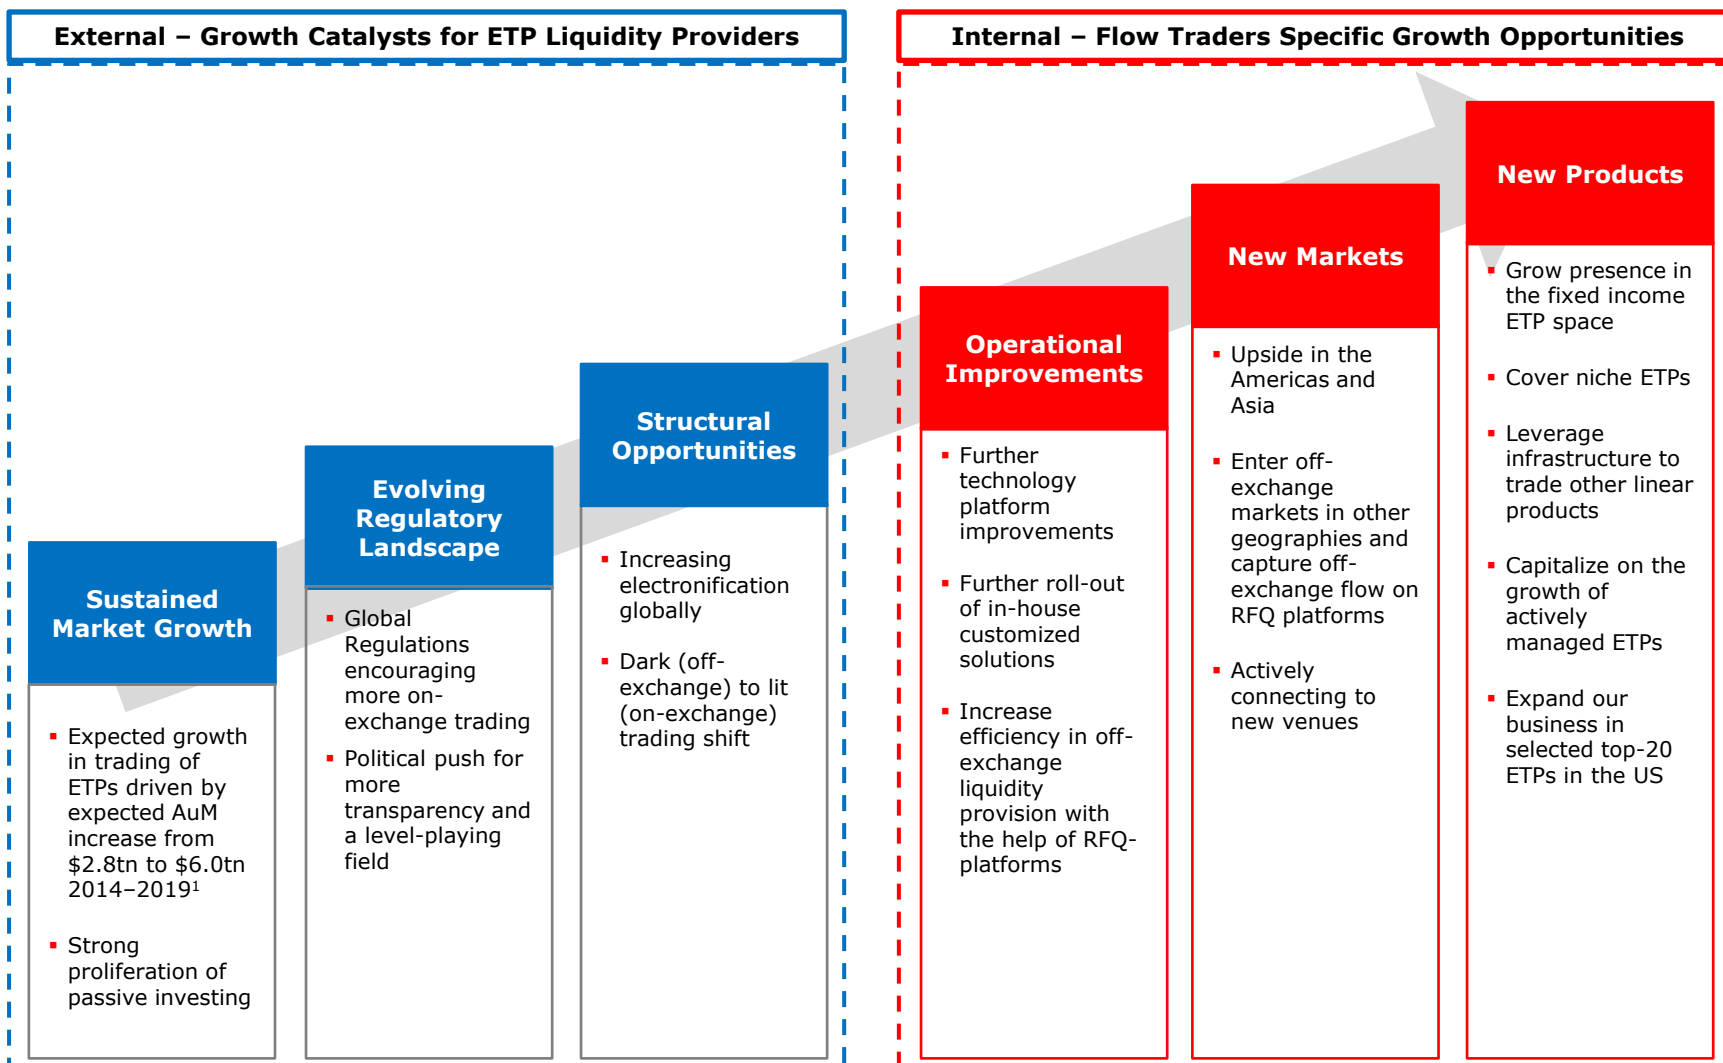 External – Growth Catalysts for ETP Liquidity Providers
Sustained
Market Growth
▪ Expected growth
in trading of
ETPs driven by
expected AuM
increase from
$2.8tn to $6.0tn
2014–2019¹
▪ Strong
proliferation of
passive investing
Evolving
Regulatory
Landscape
▪ Global
Regulations
encouraging
more on-
exchange trading
▪ Political push for
more
transparency and
a level-playing
field
Structural
Opportunities
▪ Increasing
electronification
globally
▪ Dark (off-
exchange) to lit
(on-exchange)
trading shift
Internal – Flow Traders Specific Growth Opportunities
Operational
Improvements
▪ Further
technology
platform
improvements
▪ Further roll-out
of in-house
customized
solutions
▪ Increase
efficiency in off-
exchange
liquidity
provision with
the help of RFQ-
platforms
New Markets
▪ Upside in the
Americas and
Asia
▪ Enter off-
exchange
markets in other
geographies and
capture off-
exchange flow on
RFQ platforms
▪ Actively
connecting to
new venues
New Products
▪ Grow presence in
the fixed income
ETP space
▪ Cover niche ETPs
▪ Leverage
infrastructure to
trade other linear
products
▪ Capitalize on the
growth of
actively
managed ETPs
▪ Expand our
business in
selected top-20
ETPs in the US